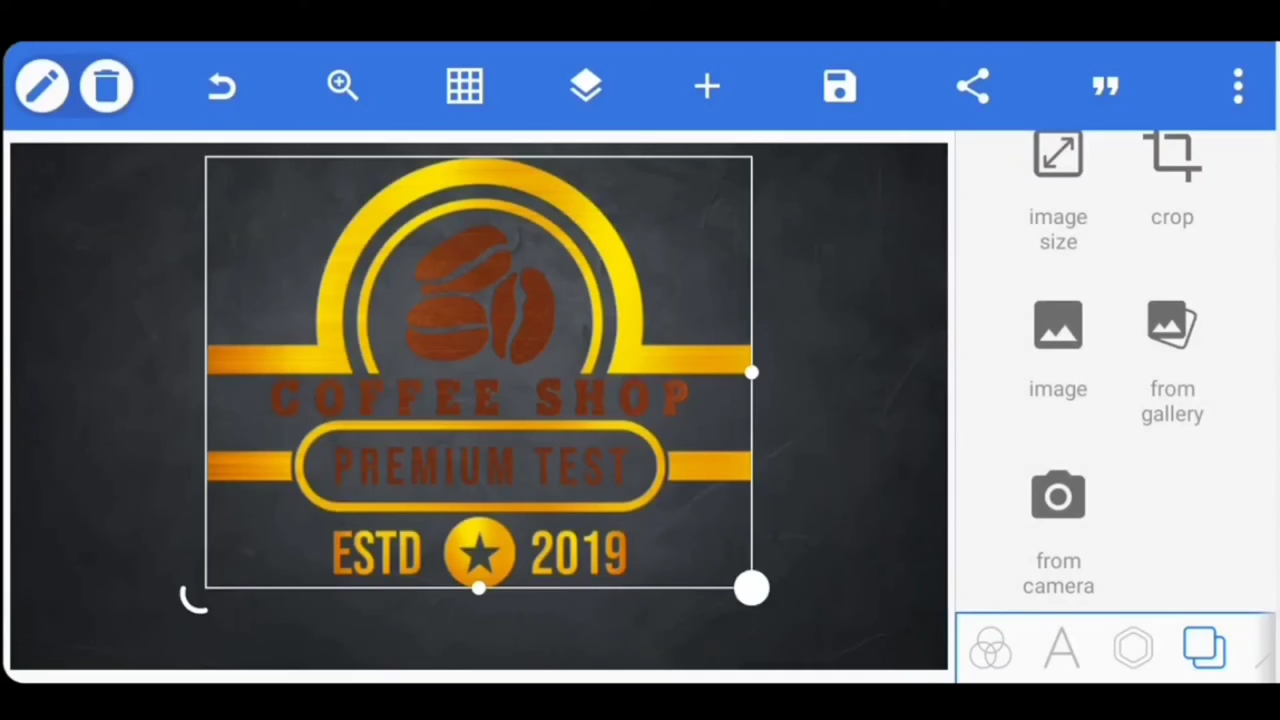 image
size
crop
image
from
gallery
from
camera
COFFEE SHOP
PREMIUM TEST
ESTD 2019